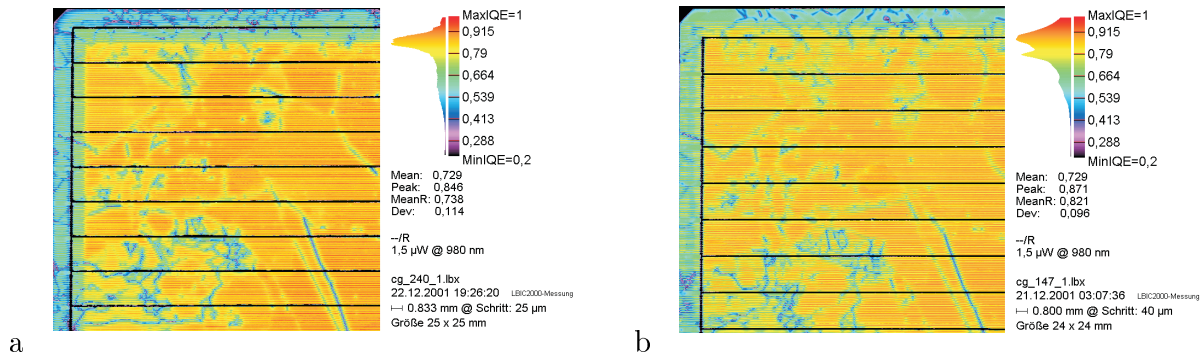 MaxIQE=1
0,915
0,79
0,664
0,539
0,413
0,288
MinIQE=0,2
Mean: 0,729
Peak: 0,846
MeanR: 0,738
Dev: 0,114
--/R
1,5 µW @ 980 nm
cg_240_1.lbx
22.12.2001 19:26:20 LBIC2000-Messung
0.833 mm @ Schritt: 25 µm
Größe 25 x 25 mm
a
MaxIQE=1
0,915
0,79
0,664
0,539
0,413
0,288
MinIQE=0,2
Mean: 0,729
Peak: 0,871
MeanR: 0,821
Dev: 0,096
--/R
1,5 µW @ 980 nm
cg_147_1.lbx
21.12.2001 03:07:36 LBIC2000-Messung
0.800 mm @ Schritt: 40 µm
Größe 24 x 24 mm
b